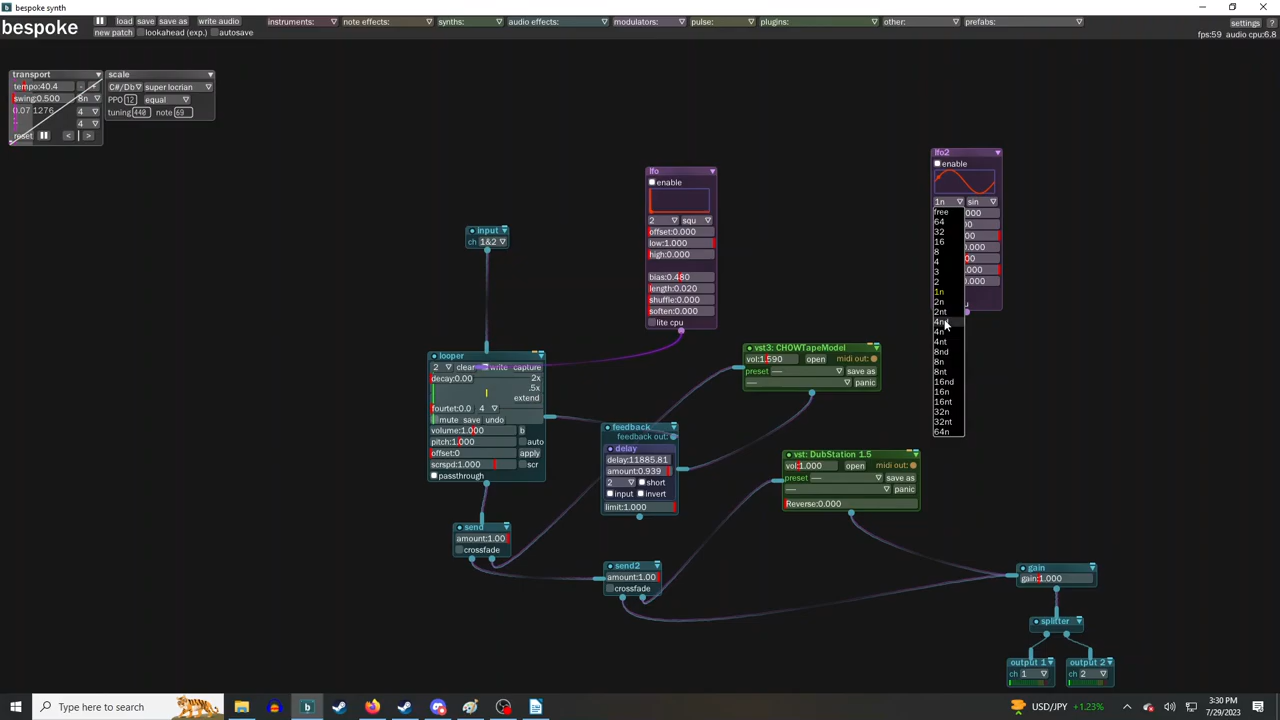 bespoke synth
load save save as write audio
instruments: note effects: synths: audio effects: modulators: pulse: plugins: other: prefabs:
settings ?
bespoke
new patch lookahead (exp.) autosave
fps:59 audio cpu:6.8
transport
tempo:40.4 - +
swing:0.500 8n
4
4
reset < | >
scale
C#/Db super locrian
PPO 12 equal
tuning 440 note 69
lfo
enable
2 squ
offset:0.000
low:1.000
high:0.000
bias:0.480
length:0.020
shuffle:0.000
soften:0.000
lite cpu
lfo2
enable
1n sin
free
64
32
16
8
4
3
2
1n
2n
2nt
4nd
4n
4nt
8nd
8n
8nt
16nd
16n
16nt
32n
32nt
64n
input
ch 1&2
looper
2 clear write capture
decay:0.00 2x
.5x
extend
fourtet:0.0 4
mute save undo
volume:1.000 b
pitch:1.000 auto
offset:0 apply
scrspd:1.000 scr
passthrough
vst3: CHOWTapeModel
vol:1.590 open midi out:
preset — save as
— panic
feedback
feedback out:
delay
delay:11885.81
amount:0.939
2 short
input invert
limit:1.000
vst: DubStation 1.5
vol:1.000 open midi out:
preset — save as
— panic
Reverse:0.000
send
amount:1.00
crossfade
send2
amount:1.00
crossfade
gain
gain:1.000
splitter
output 1
ch 1
output 2
ch 2
Type here to search
USD/JPY +1.23%
3:30 PM
7/29/2023